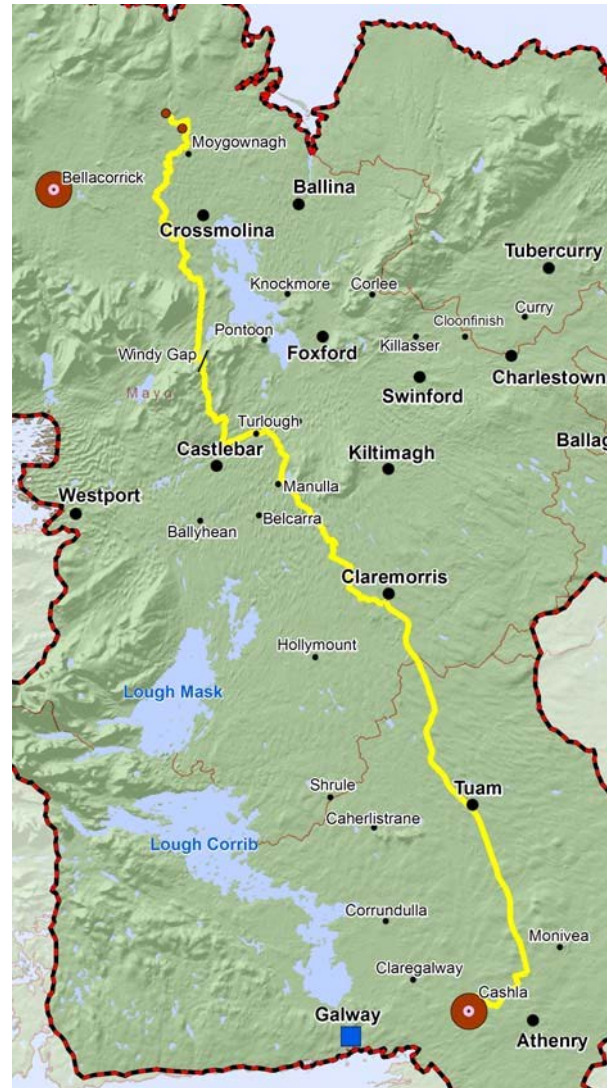 Moygownagh
Bellacorrick
Ballina
Crossmolina
Tubercurry
Knockmore
Corlee
Curry
Cloonfinish
Pontoon
Foxford
Killasser
Windy Gap
Charlestown
Swinford
Mayo
Turlough
Castlebar
Kiltimagh
Ballag
Manulla
Westport
Belcarra
Ballyhean
Claremorris
Hollymount
Lough Mask
Shrule
Tuam
Caherlistrane
Lough Corrib
Corrundulla
Monivea
Claregalway
Cashla
Galway
Athenry